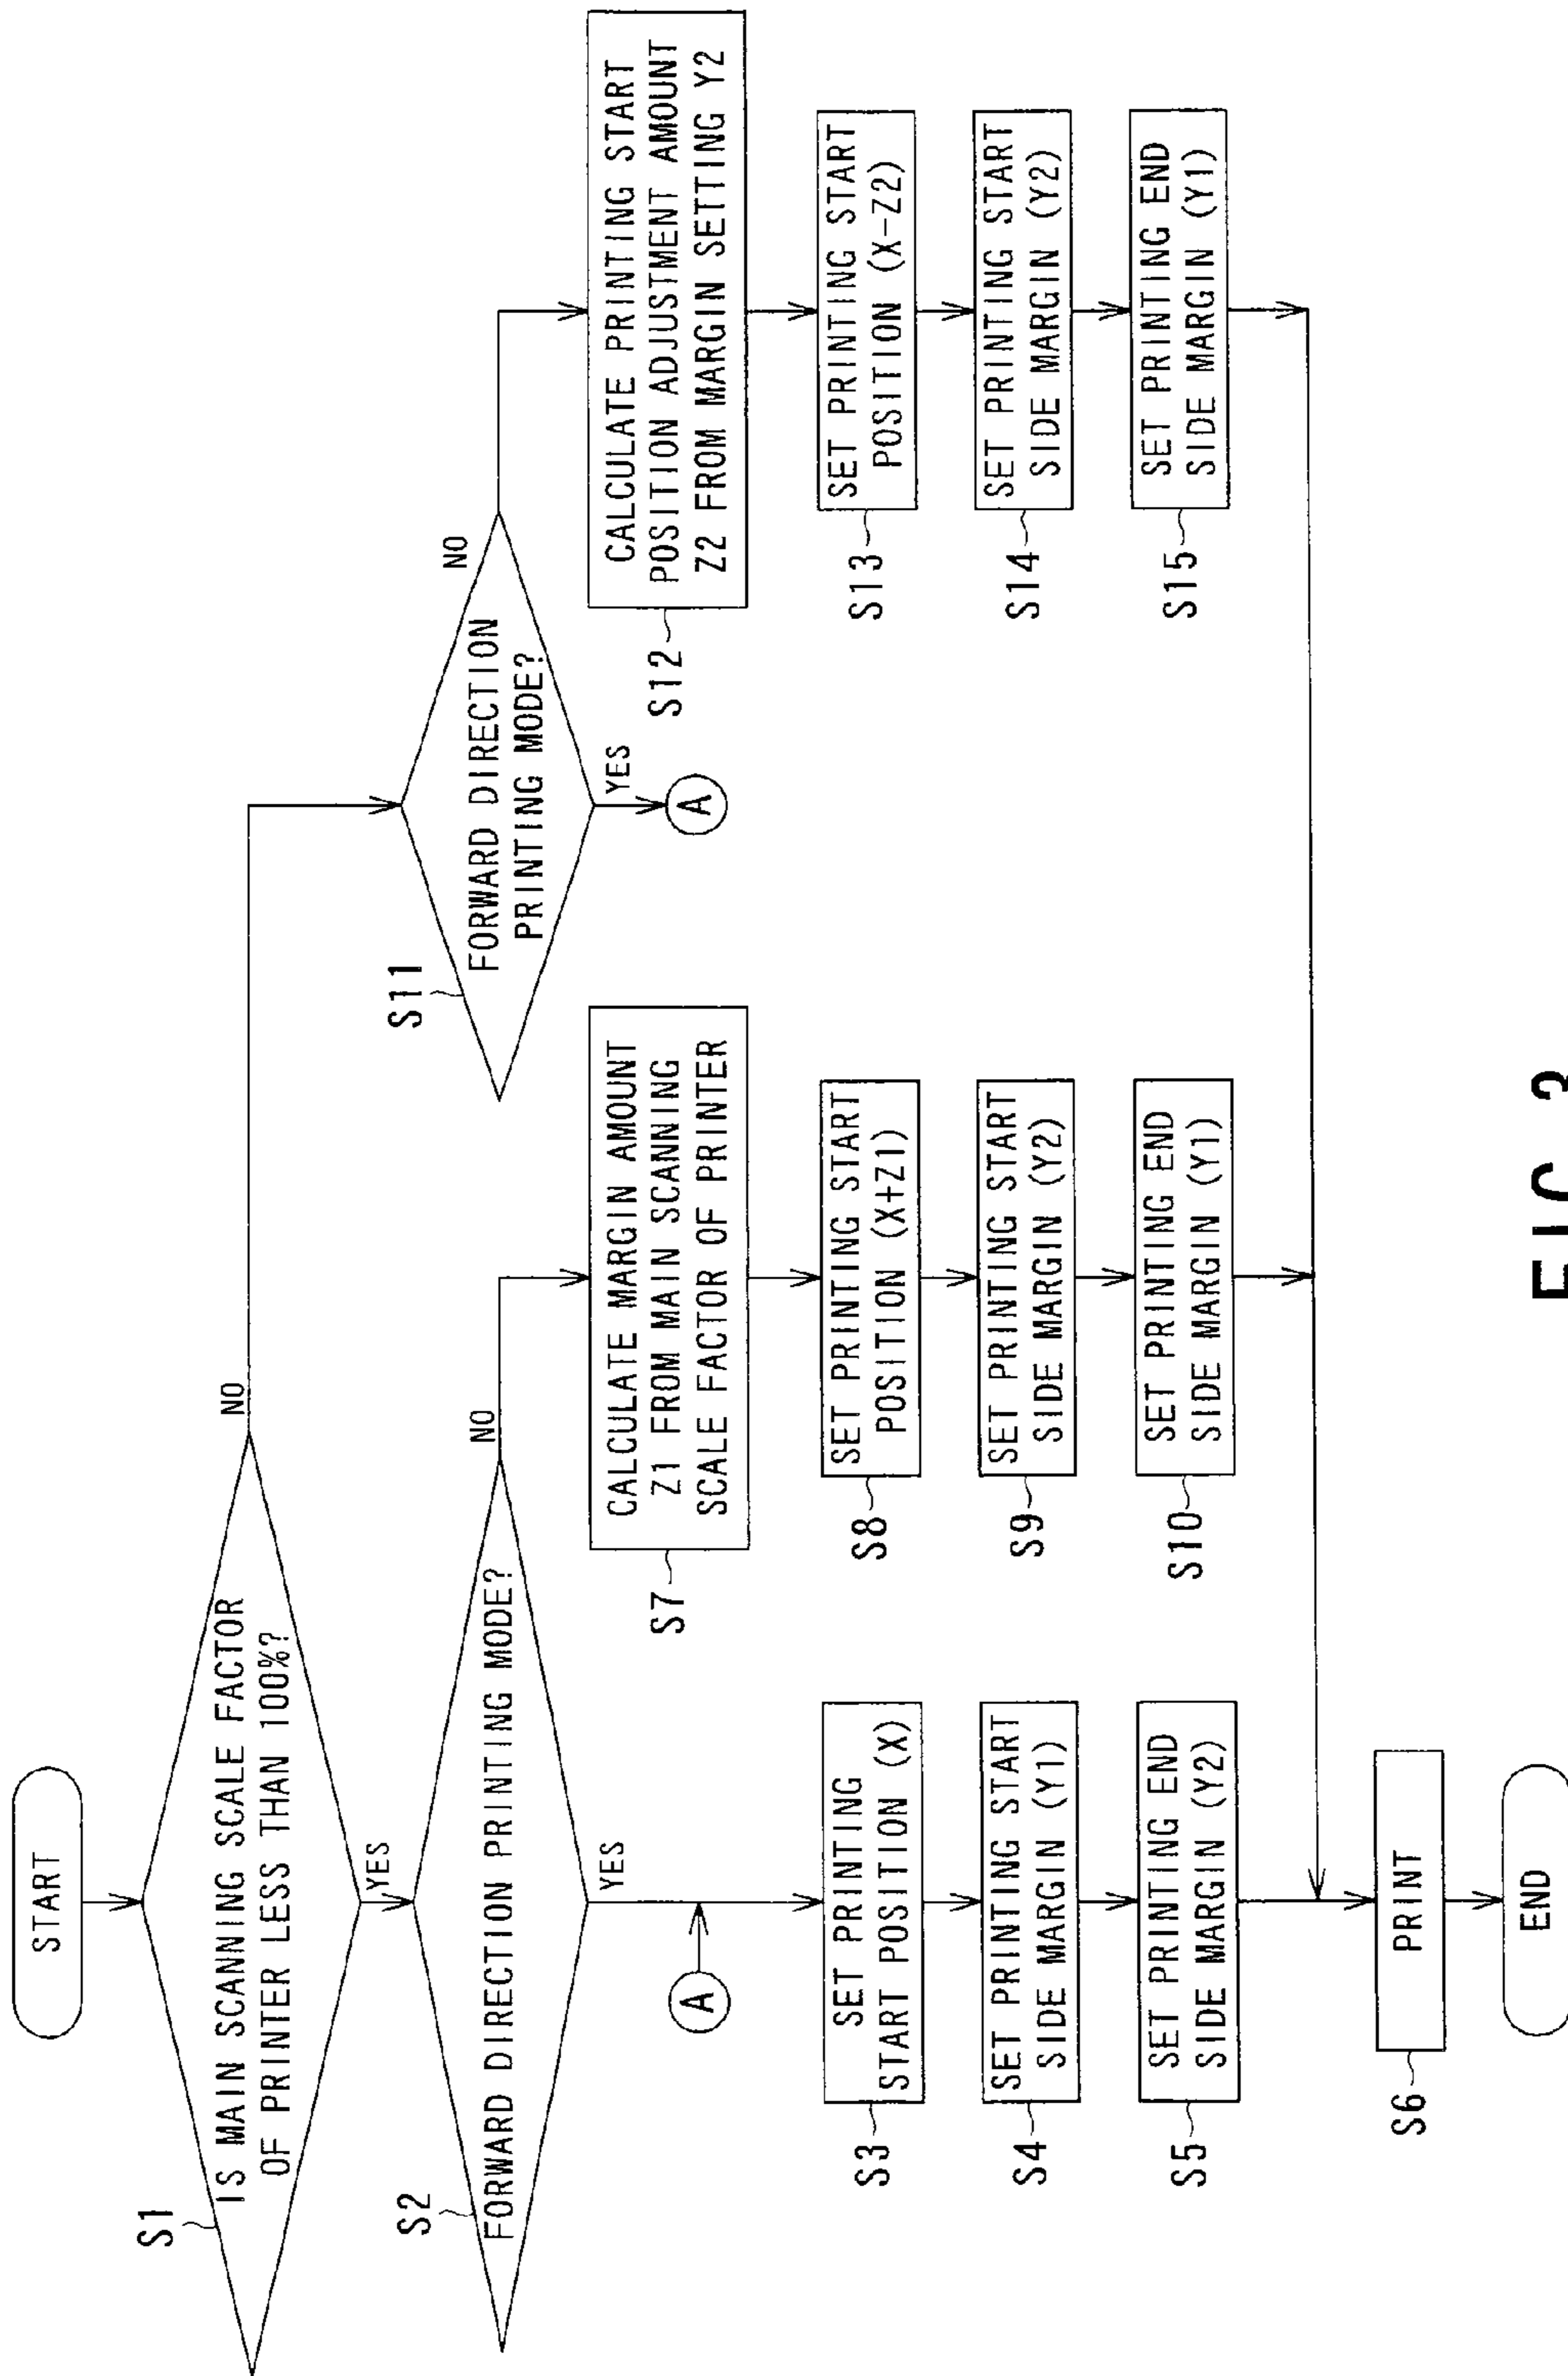 START
S1
IS MAIN SCANNING SCALE FACTOR
OF PRINTER LESS THAN 100%?
NO
YES
S2
FORWARD DIRECTION PRINTING MODE?
NO
YES
A
S3
SET PRINTING
START POSITION (X)
S4
SET PRINTING START
SIDE MARGIN (Y1)
S5
SET PRINTING END
SIDE MARGIN (Y2)
S6
PRINT
END
S7
CALCULATE MARGIN AMOUNT
Z1 FROM MAIN SCANNING
SCALE FACTOR OF PRINTER
S8
SET PRINTING START
POSITION (X+Z1)
S9
SET PRINTING START
SIDE MARGIN (Y2)
S10
SET PRINTING END
SIDE MARGIN (Y1)
S11
FORWARD DIRECTION
PRINTING MODE?
NO
YES
A
S12
CALCULATE PRINTING START
POSITION ADJUSTMENT AMOUNT
Z2 FROM MARGIN SETTING Y2
S13
SET PRINTING START
POSITION (X-Z2)
S14
SET PRINTING START
SIDE MARGIN (Y2)
S15
SET PRINTING END
SIDE MARGIN (Y1)
FIG. 3